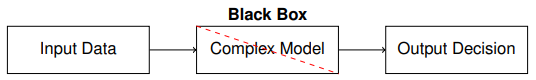 Black Box
Input Data
Complex Model
Output Decision